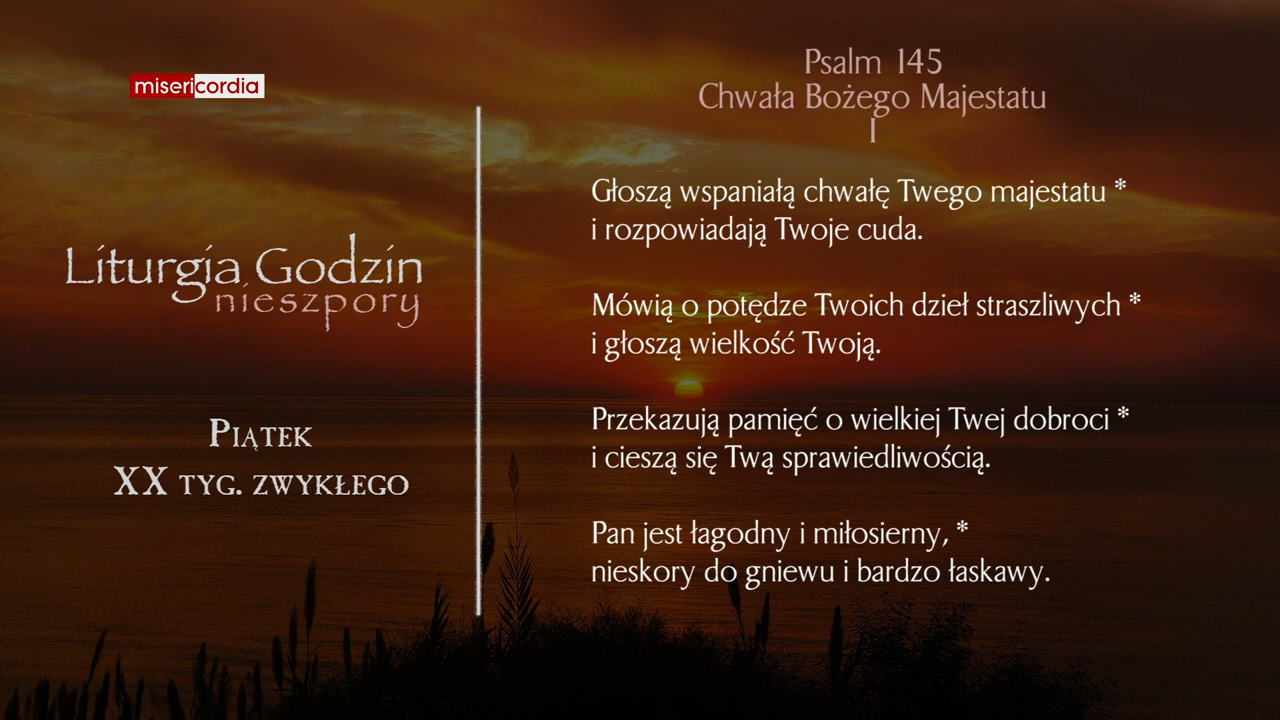 misericordia
Liturgia Godzin
nieszpory
Piątek
XX tyg. zwykłego
Psalm 145
Chwała Bożego Majestatu
I
Głoszą wspaniałą chwałę Twego majestatu *
i rozpowiadają Twoje cuda.
Mówią o potędze Twoich dzieł straszliwych *
i głoszą wielkość Twoją.
Przekazują pamięć o wielkiej Twej dobroci *
i cieszą się Twą sprawiedliwością.
Pan jest łagodny i miłosierny, *
nieskory do gniewu i bardzo łaskawy.